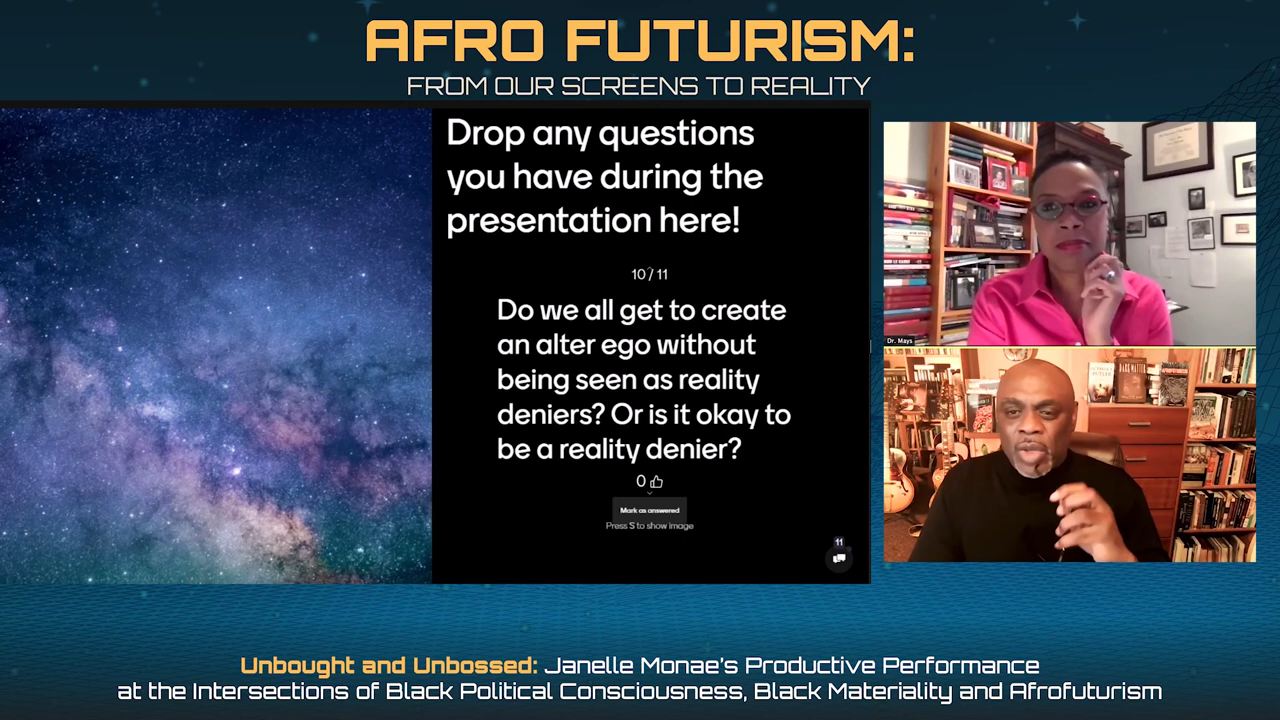 AFRO FUTURISM:
FROM OUR SCREENS TO REALITY
Drop any questions
you have during the
presentation here!
10 / 11
Do we all get to create
an alter ego without
being seen as reality
deniers? Or is it okay to
be a reality denier?
0
Mark as answered
Press S to show image
11
Dr. Mays
DARK MATTER
Unbought and Unbossed: Janelle Monae's Productive Performance
at the Intersections of Black Political Consciousness, Black Materiality and Afrofuturism